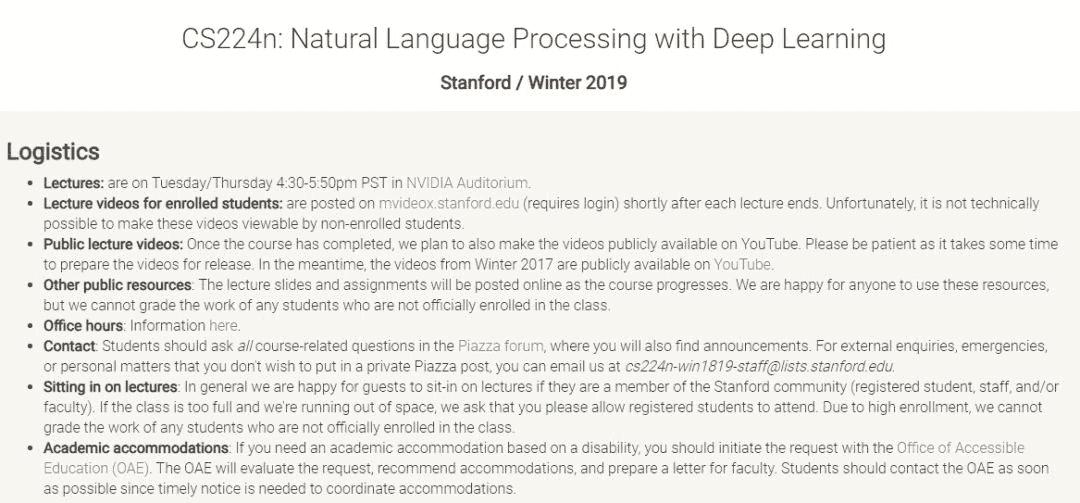 CS224n: Natural Language Processing with Deep Learning
Stanford / Winter 2019
Logistics
• Lectures: are on Tuesday/Thursday 4:30-5:50pm PST in NVIDIA Auditorium.
• Lecture videos for enrolled students: are posted on mvideox.stanford.edu (requires login) shortly after each lecture ends. Unfortunately, it is not technically
possible to make these videos viewable by non-enrolled students.
• Public lecture videos: Once the course has completed, we plan to also make the videos publicly available on YouTube. Please be patient as it takes some time
to prepare the videos for release. In the meantime, the videos from Winter 2017 are publicly available on YouTube.
• Other public resources: The lecture slides and assignments will be posted online as the course progresses. We are happy for anyone to use these resources,
but we cannot grade the work of any students who are not officially enrolled in the class.
• Office hours: Information here.
• Contact: Students should ask all course-related questions in the Piazza forum, where you will also find announcements. For external enquiries, emergencies,
or personal matters that you don't wish to put in a private Piazza post, you can email us at cs224n-win1819-staff@lists.stanford.edu.
• Sitting in on lectures: In general we are happy for guests to sit-in on lectures if they are a member of the Stanford community (registered student, staff, and/or
faculty). If the class is too full and we're running out of space, we ask that you please allow registered students to attend. Due to high enrollment, we cannot
grade the work of any students who are not officially enrolled in the class.
• Academic accommodations: If you need an academic accommodation based on a disability, you should initiate the request with the Office of Accessible
Education (OAE). The OAE will evaluate the request, recommend accommodations, and prepare a letter for faculty. Students should contact the OAE as soon
as possible since timely notice is needed to coordinate accommodations.